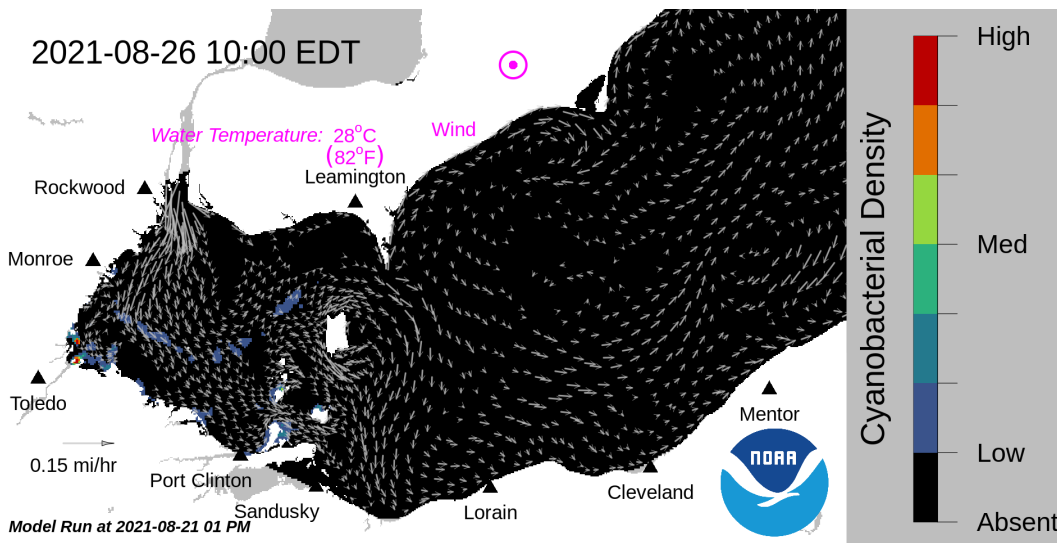 2021-08-26 10:00 EDT
Water Temperature: 28°C
(82°F)
Wind
Leamington
Rockwood
Monroe
Toledo
0.15 mi/hr
Port Clinton
Sandusky
Lorain
Cleveland
Mentor
NOAA
Model Run at 2021-08-21 01 PM
Cyanobacterial Density
High
Med
Low
Absent